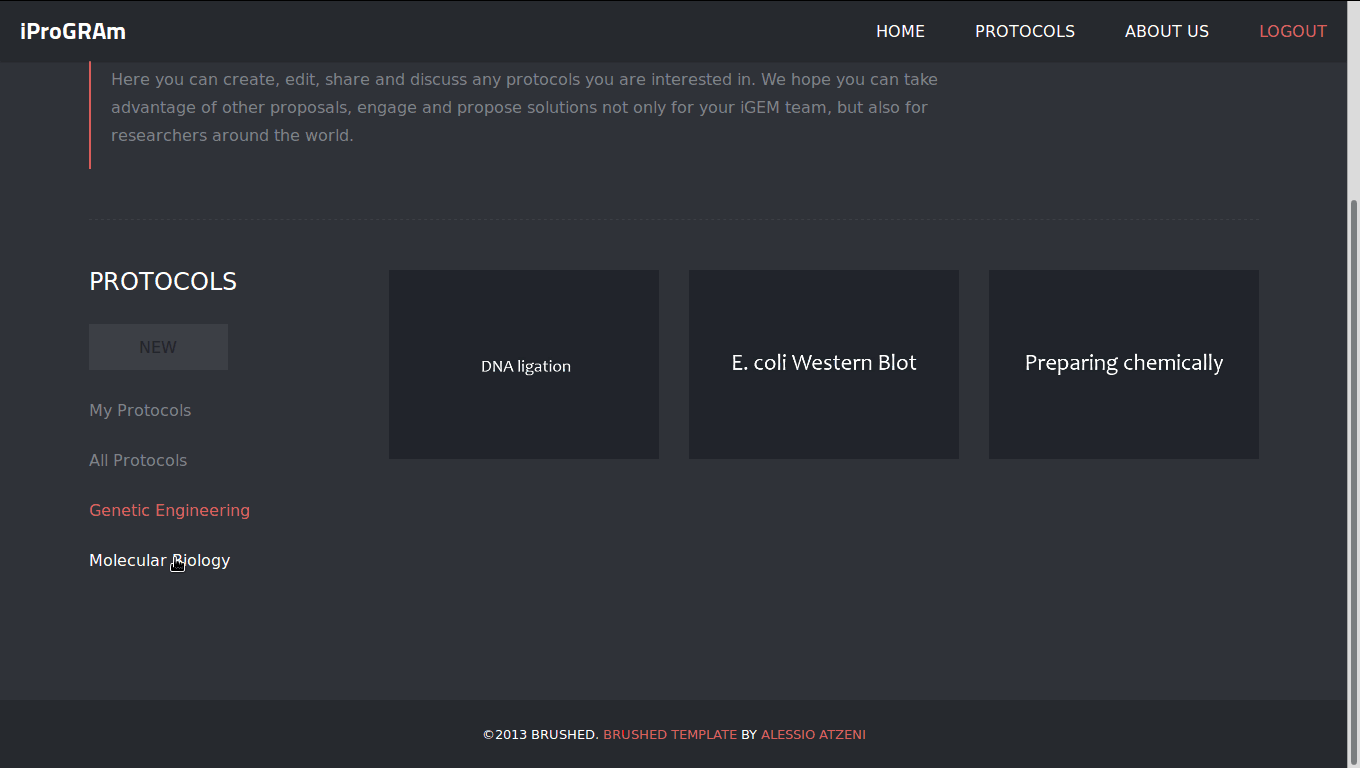 iProGRAm
HOME PROTOCOLS ABOUT US LOGOUT
Here you can create, edit, share and discuss any protocols you are interested in. We hope you can take
advantage of other proposals, engage and propose solutions not only for your iGEM team, but also for
researchers around the world.
PROTOCOLS
NEW
My Protocols
All Protocols
Genetic Engineering
Molecular Biology
DNA ligation
E. coli Western Blot
Preparing chemically
©2013 BRUSHED. BRUSHED TEMPLATE BY ALESSIO ATZENI